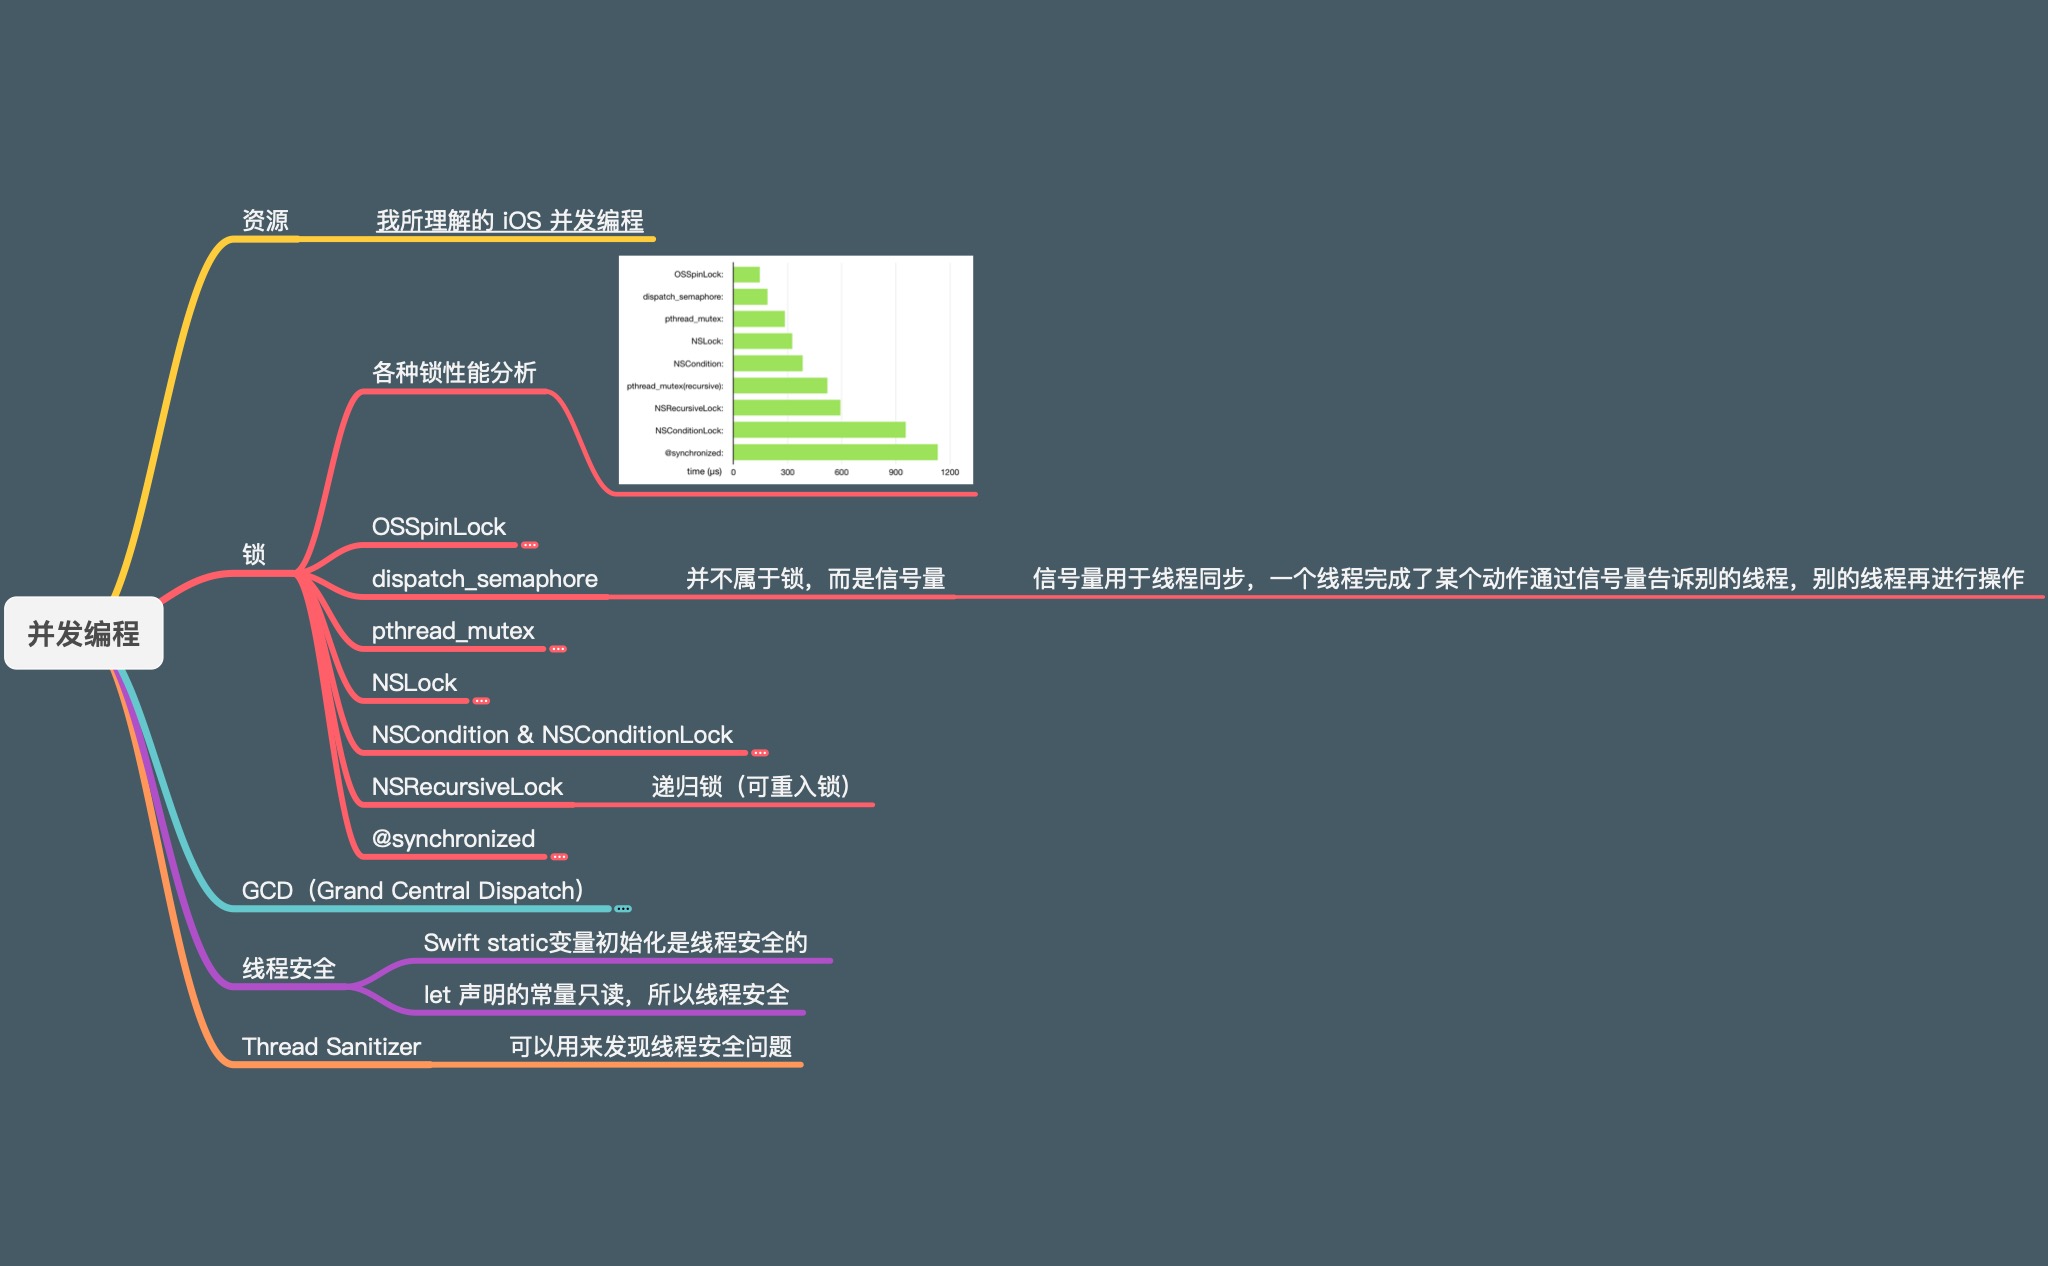 资源
我所理解的 iOS 并发编程
各种锁性能分析
OSSpinLock:
dispatch_semaphore:
pthread_mutex:
NSLock:
NSCondition:
pthread_mutex(recursive):
NSRecursiveLock:
NSConditionLock:
@synchronized:
time (µs) 0 300 600 900 1200
锁
OSSpinLock
dispatch_semaphore
并不属于锁，而是信号量
信号量用于线程同步，一个线程完成了某个动作通过信号量告诉别的线程，别的线程再进行操作
并发编程
pthread_mutex
NSLock
NSCondition & NSConditionLock
NSRecursiveLock
递归锁（可重入锁）
@synchronized
GCD（Grand Central Dispatch）
线程安全
Swift static变量初始化是线程安全的
let 声明的常量只读，所以线程安全
Thread Sanitizer
可以用来发现线程安全问题